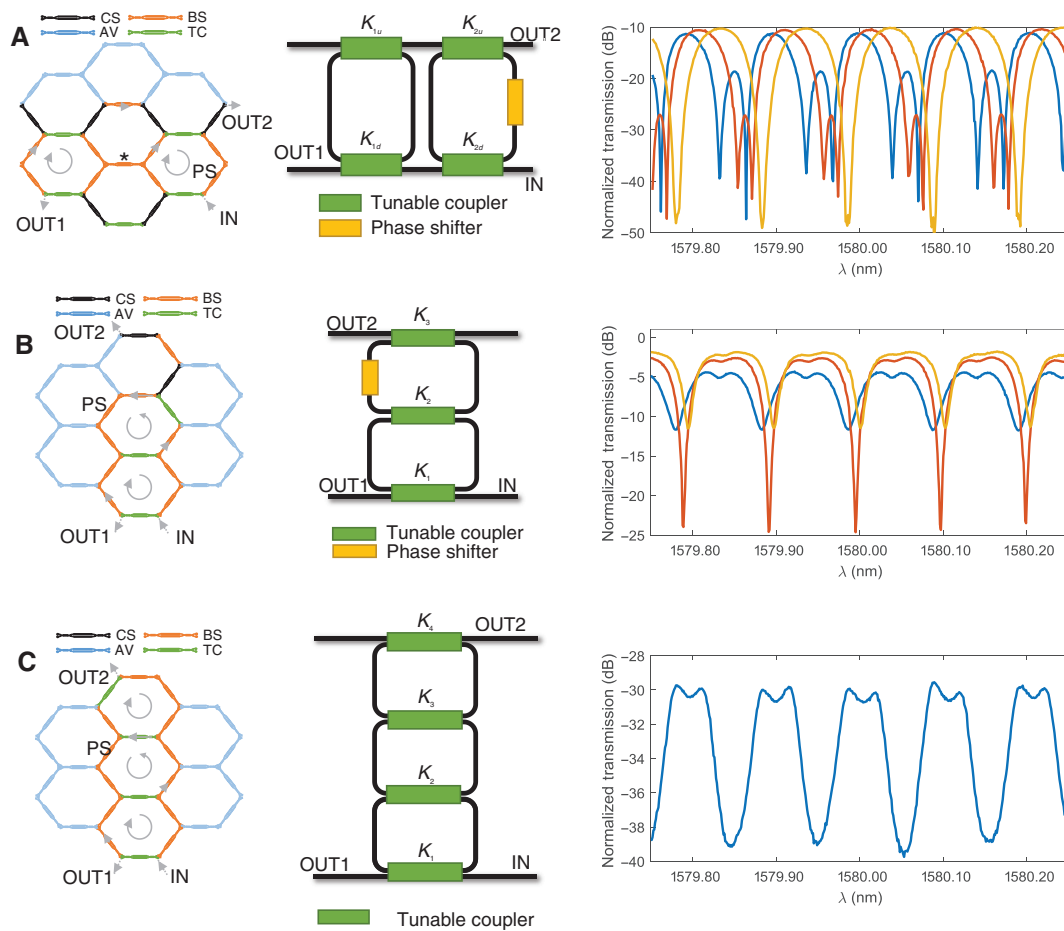 A
CS BS
AV TC
OUT2
*
PS
OUT1 IN
K1u K2u
OUT2
OUT1 K1d K2d
IN
Tunable coupler
Phase shifter
Normalized transmission (dB)
−10
−20
−30
−40
−50
1579.80 1579.90 1580.00 1580.10 1580.20
λ (nm)
B
CS BS
AV TC
OUT2
PS
OUT1 IN
OUT2 K3
K2
OUT1 K1 IN
Tunable coupler
Phase shifter
Normalized transmission (dB)
0
−5
−10
−15
−20
−25
1579.80 1579.90 1580.00 1580.10 1580.20
λ (nm)
C
CS BS
AV TC
OUT2
PS
OUT1 IN
K4 OUT2
K3
K2
OUT1 K1 IN
Tunable coupler
Normalized transmission (dB)
−28
−30
−32
−34
−36
−38
−40
1579.80 1579.90 1580.00 1580.10 1580.20
λ (nm)